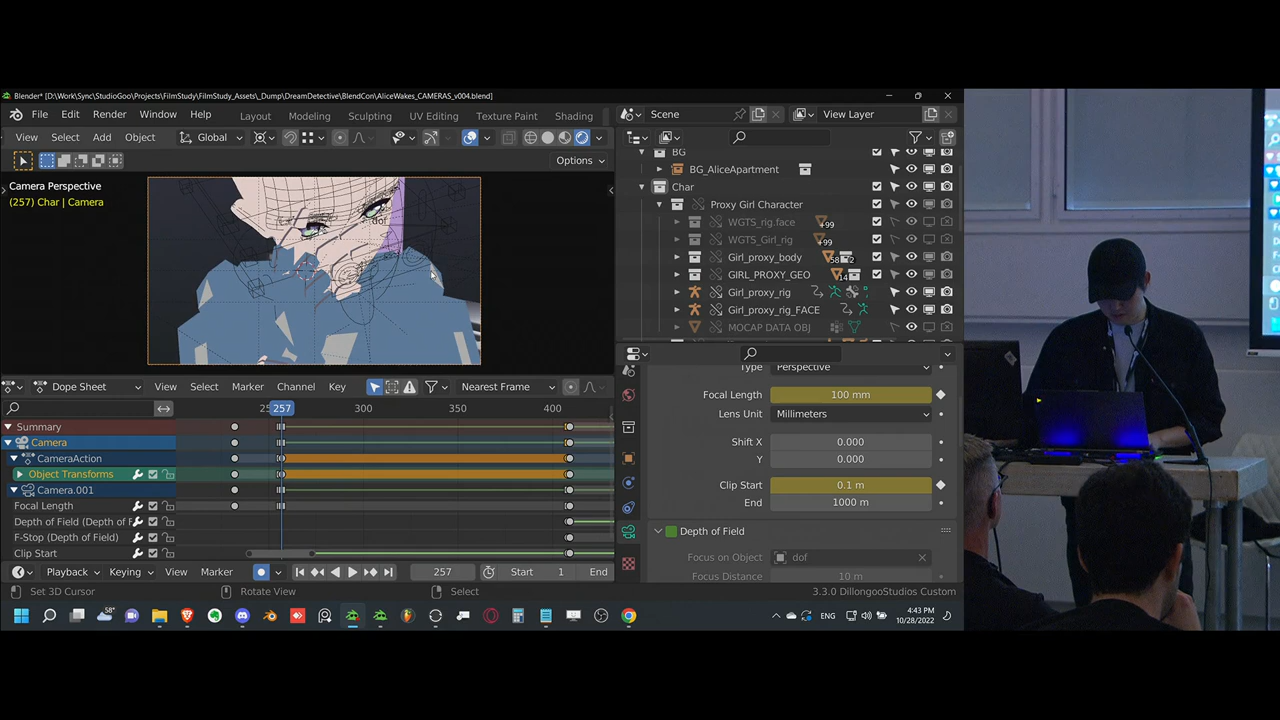 Blender* [D:\Work\Sync\StudioGoo\Projects\FilmStudy\FilmStudy_Assets\_Dump\DreamDetective\BlendCon\AliceWakes_CAMERAS_v004.blend]
File Edit Render Window Help Layout Modeling Sculpting UV Editing Texture Paint Shading
Scene View Layer
View Select Add Object Global
Options
Camera Perspective
(257) Char | Camera
dof
BG
BG_AliceApartment
Char
Proxy Girl Character
WGTS_rig.face +99
WGTS_Girl_rig +99
Girl_proxy_body 58 2
GIRL_PROXY_GEO 14
Girl_proxy_rig
Girl_proxy_rig_FACE
MOCAP DATA OBJ
Type Perspective
Focal Length 100 mm
Lens Unit Millimeters
Shift X 0.000
Y 0.000
Clip Start 0.1 m
End 1000 m
Depth of Field
Focus on Object dof
Focus Distance 10 m
Dope Sheet View Select Marker Channel Key Nearest Frame
257 300 350 400
Summary
Camera
CameraAction
Object Transforms
Camera.001
Focal Length
Depth of Field (Depth of F
F-Stop (Depth of Field)
Clip Start
Playback Keying View Marker 257 Start 1 End
Set 3D Cursor Rotate View Select 3.3.0 DillongooStudios Custom
58° ENG 4:43 PM
10/28/2022